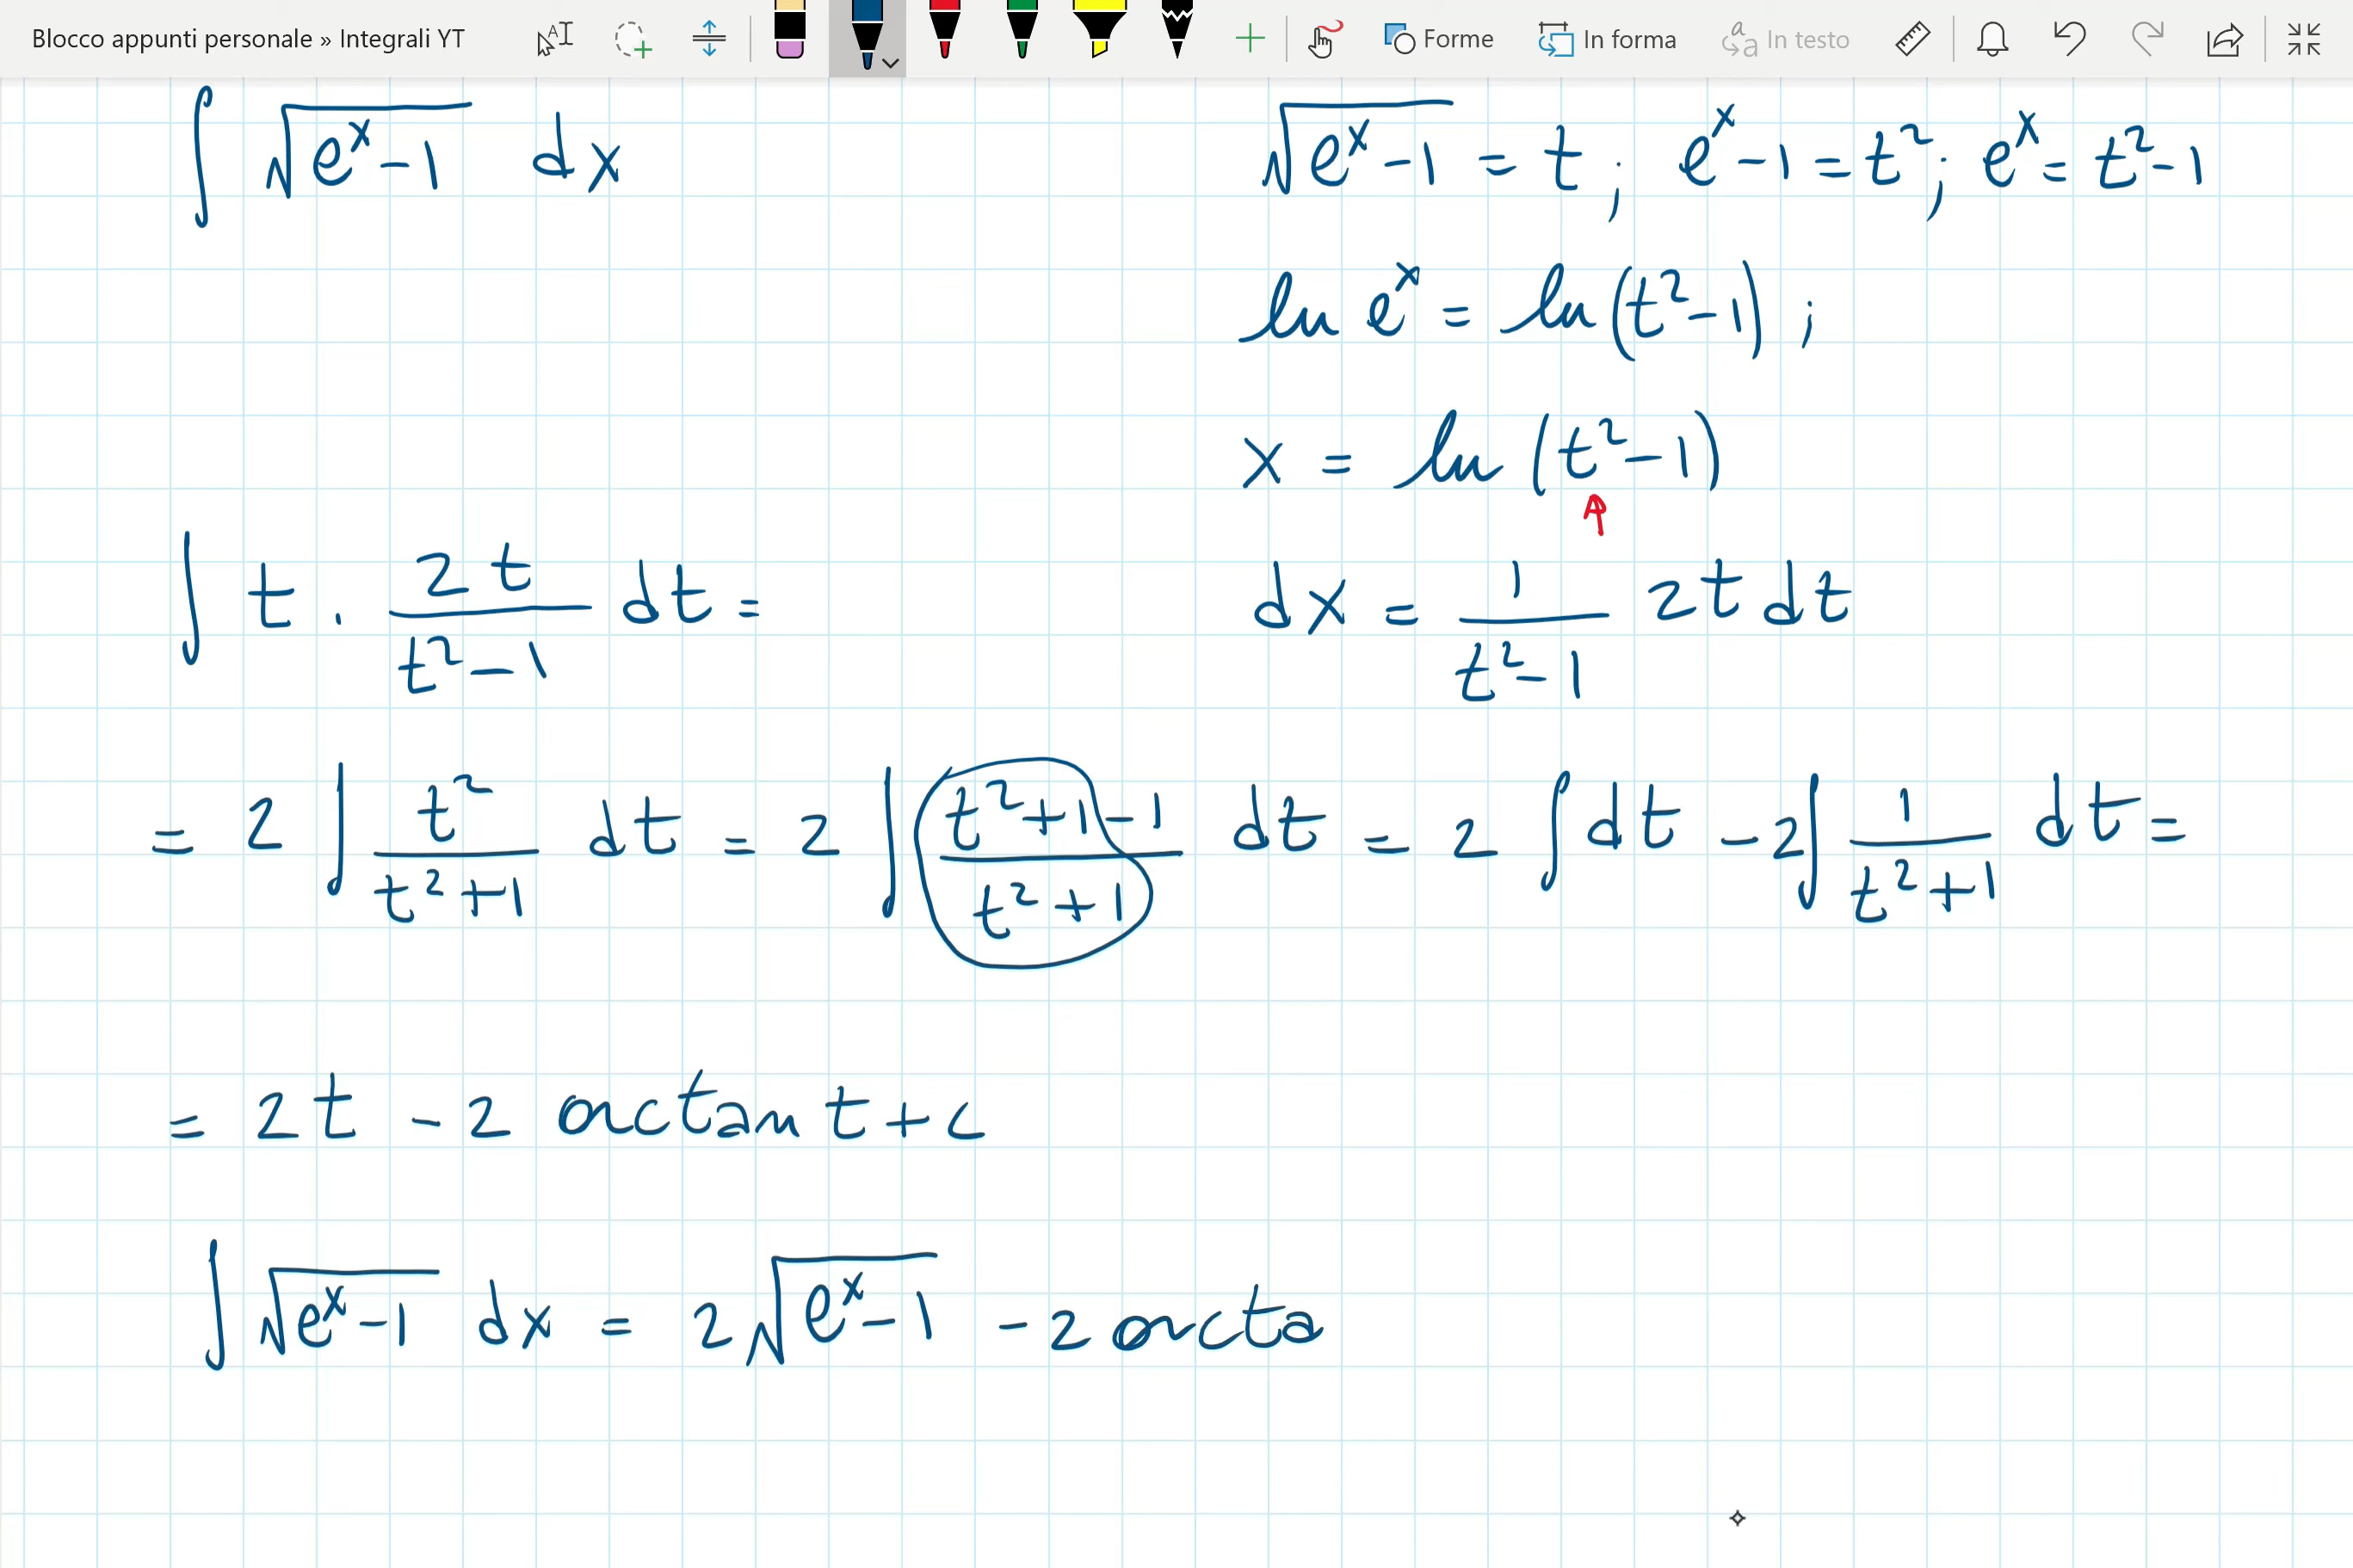 Blocco appunti personale » Integrali YT Forme In forma In testo
∫ √(eˣ-1) dx √(eˣ-1) = t ; eˣ-1 = t² ; eˣ = t²-1
ln eˣ = ln (t²-1) ;
x = ln (t²-1)
∫ t · 2t/(t²-1) dt = dx = 1/(t²-1) 2t dt
= 2 ∫ t²/(t²+1) dt = 2 ∫ (t²+1-1)/(t²+1) dt = 2 ∫ dt - 2 ∫ 1/(t²+1) dt =
= 2t - 2 arctan t + c
∫ √(eˣ-1) dx = 2√(eˣ-1) - 2 arcta